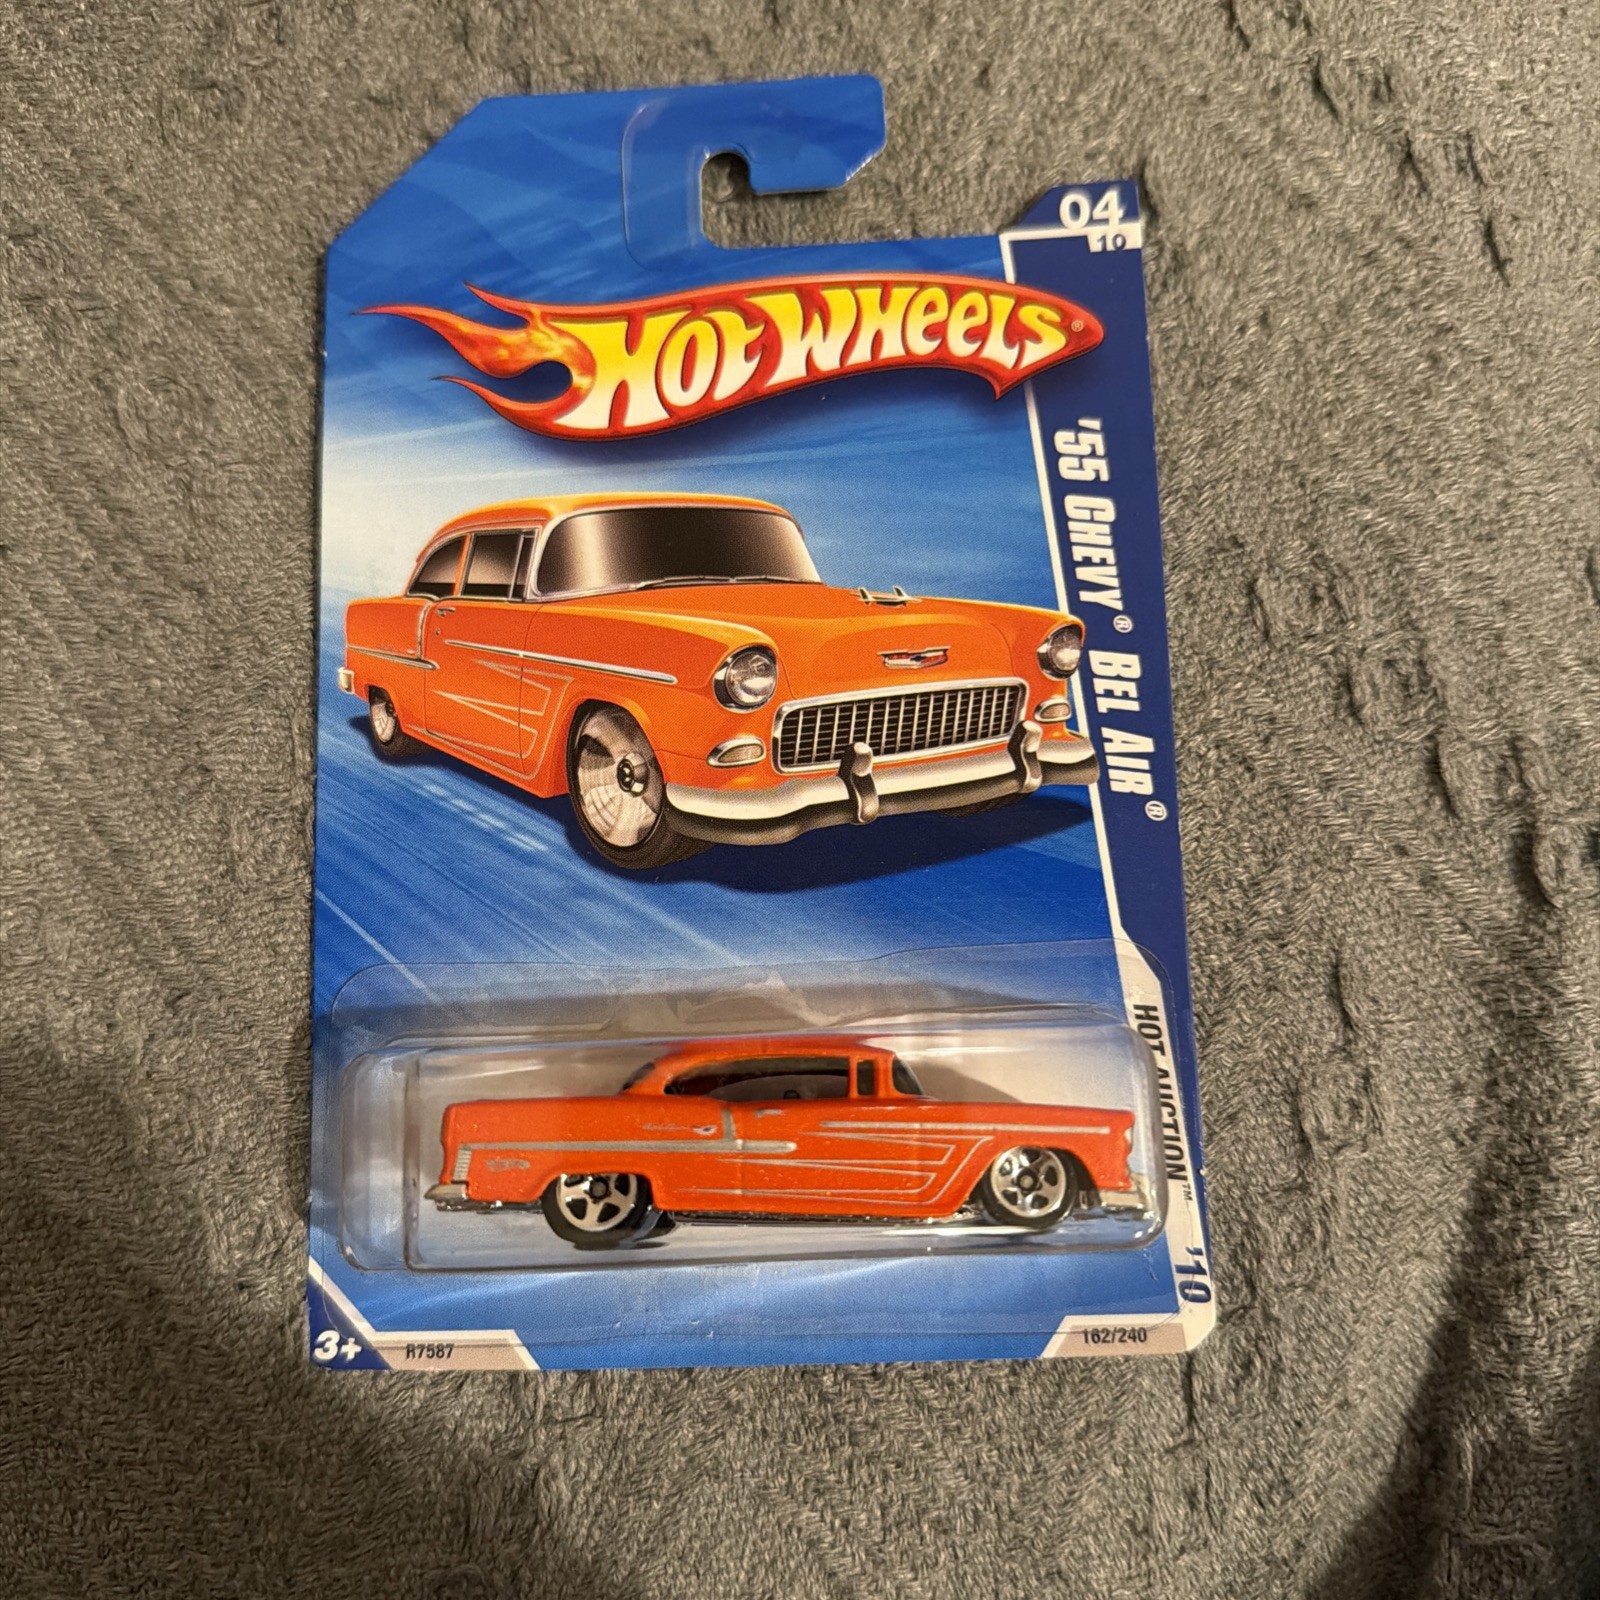 04
10
HOT WHEELS®
'55 CHEVY® BEL AIR®
HOT AUCTION™ '10
3+
R7587
162/240